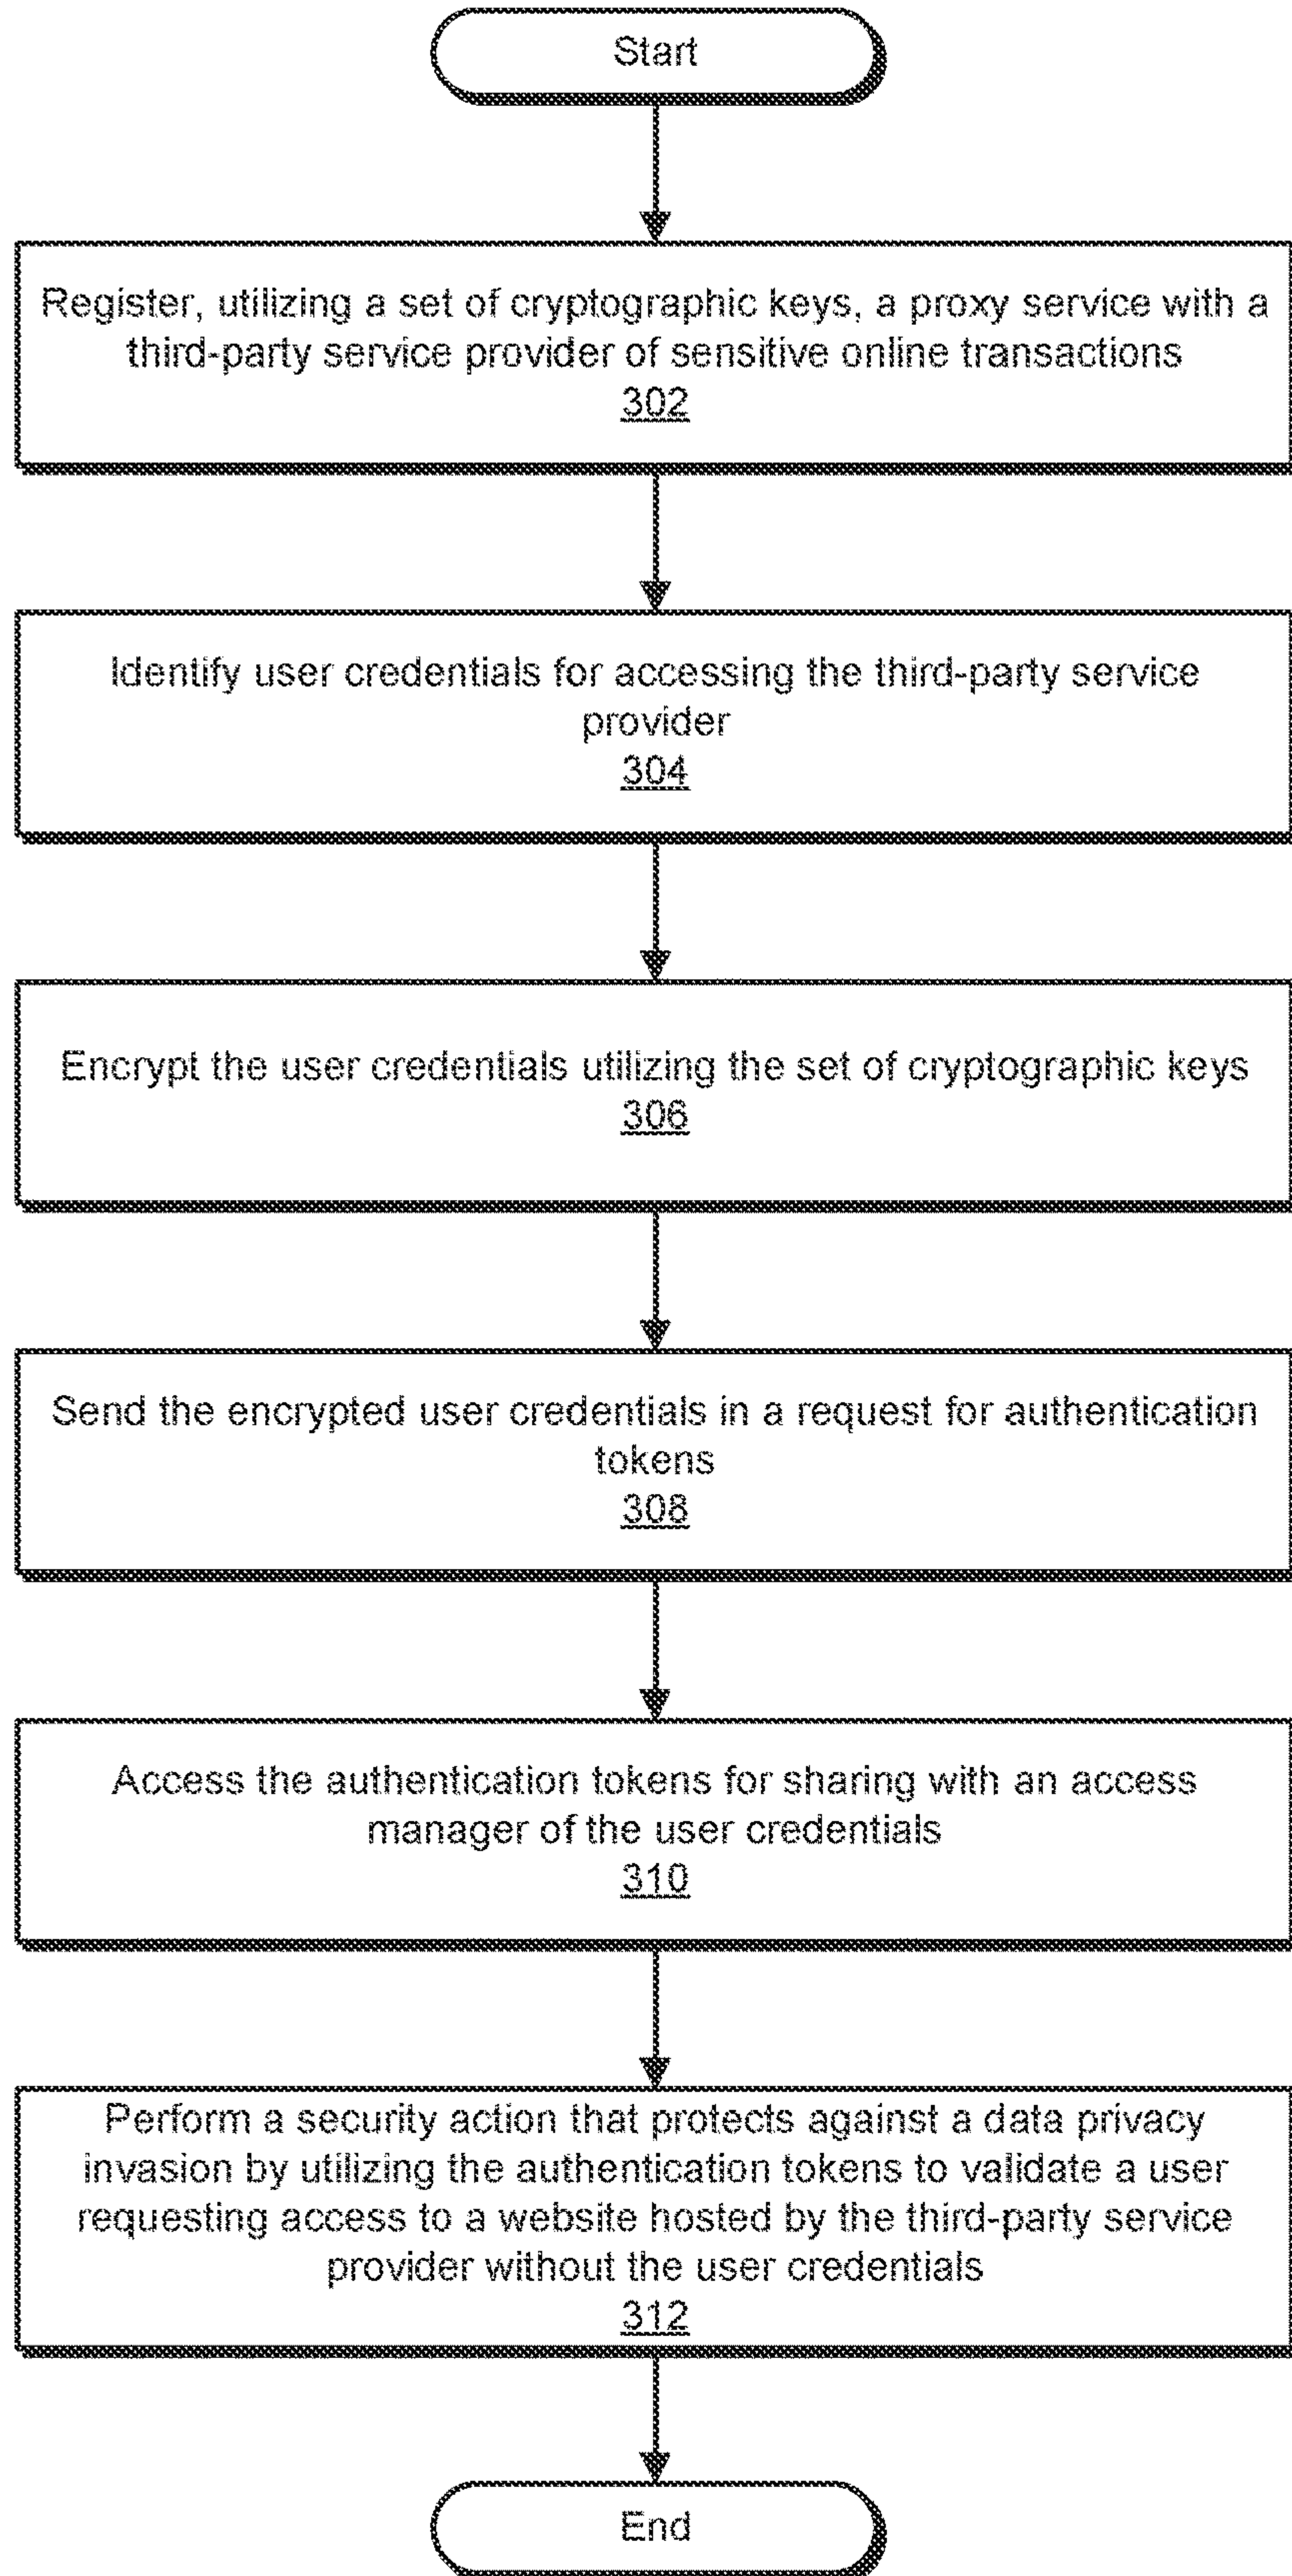 Start
Register, utilizing a set of cryptographic keys, a proxy service with a
third-party service provider of sensitive online transactions
302
Identify user credentials for accessing the third-party service
provider
304
Encrypt the user credentials utilizing the set of cryptographic keys
306
Send the encrypted user credentials in a request for authentication
tokens
308
Access the authentication tokens for sharing with an access
manager of the user credentials
310
Perform a security action that protects against a data privacy
invasion by utilizing the authentication tokens to validate a user
requesting access to a website hosted by the third-party service
provider without the user credentials
312
End